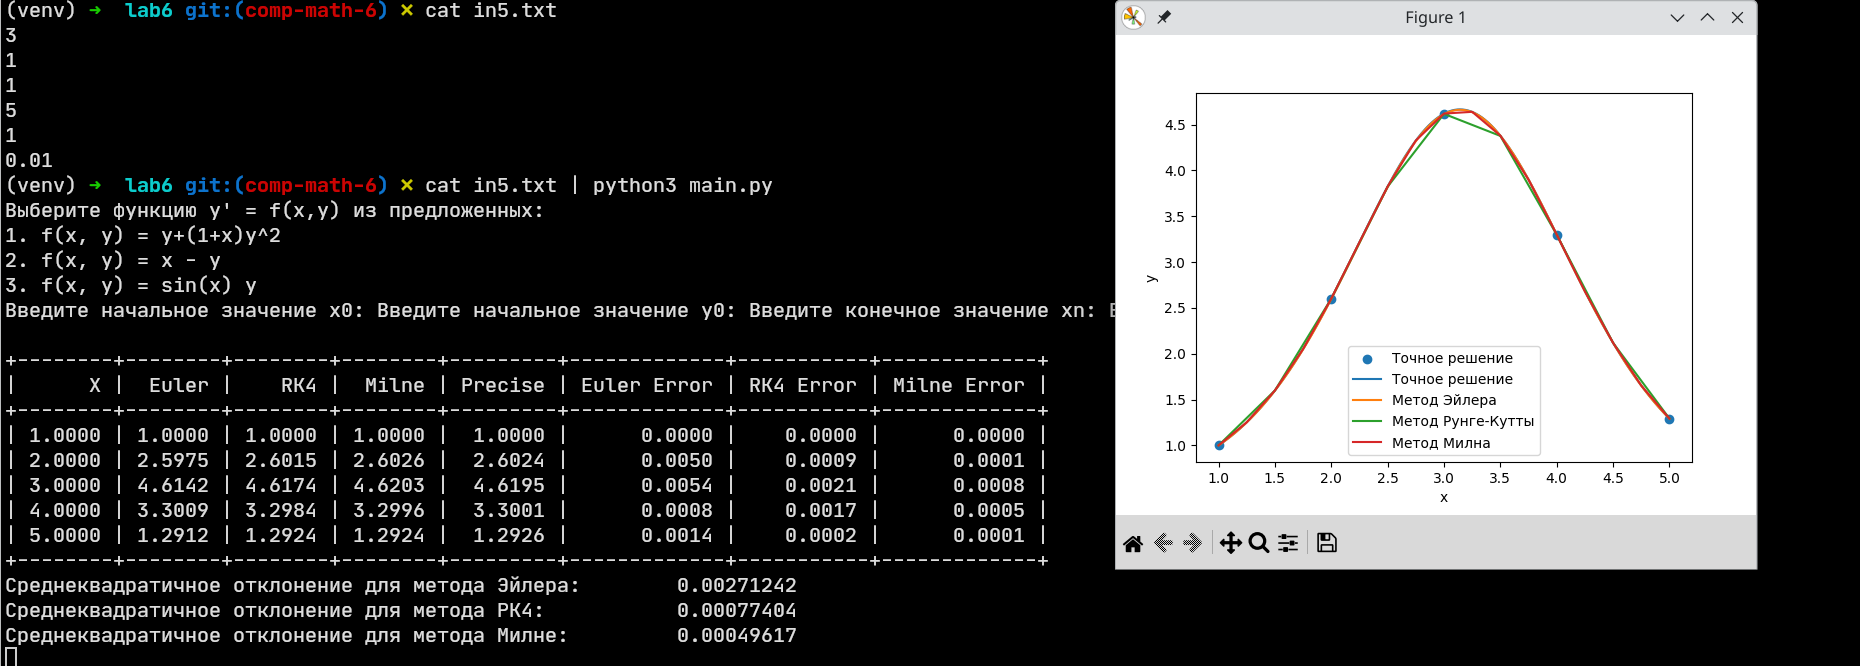 (venv) ➜  lab6 git:(comp-math-6) ✗ cat in5.txt
3
1
1
5
1
0.01
(venv) ➜  lab6 git:(comp-math-6) ✗ cat in5.txt | python3 main.py
Выберите функцию y' = f(x,y) из предложенных:
1. f(x, y) = y+(1+x)y^2
2. f(x, y) = x - y
3. f(x, y) = sin(x) y
Введите начальное значение x0: Введите начальное значение y0: Введите конечное значение xn:
+--------+--------+--------+--------+---------+-------------+-----------+-------------+
|      X |  Euler |    RK4 |  Milne | Precise | Euler Error | RK4 Error | Milne Error |
+--------+--------+--------+--------+---------+-------------+-----------+-------------+
| 1.0000 | 1.0000 | 1.0000 | 1.0000 |  1.0000 |      0.0000 |    0.0000 |      0.0000 |
| 2.0000 | 2.5975 | 2.6015 | 2.6026 |  2.6024 |      0.0050 |    0.0009 |      0.0001 |
| 3.0000 | 4.6142 | 4.6174 | 4.6203 |  4.6195 |      0.0054 |    0.0021 |      0.0008 |
| 4.0000 | 3.3009 | 3.2984 | 3.2996 |  3.3001 |      0.0008 |    0.0017 |      0.0005 |
| 5.0000 | 1.2912 | 1.2924 | 1.2924 |  1.2926 |      0.0014 |    0.0002 |      0.0001 |
+--------+--------+--------+--------+---------+-------------+-----------+-------------+
Среднеквадратичное отклонение для метода Эйлера:        0.00271242
Среднеквадратичное отклонение для метода РК4:           0.00077404
Среднеквадратичное отклонение для метода Милне:         0.00049617
Figure 1
4.5
4.0
3.5
3.0
2.5
2.0
1.5
1.0
y
Точное решение
Точное решение
Метод Эйлера
Метод Рунге-Кутты
Метод Милна
1.0 1.5 2.0 2.5 3.0 3.5 4.0 4.5 5.0
x